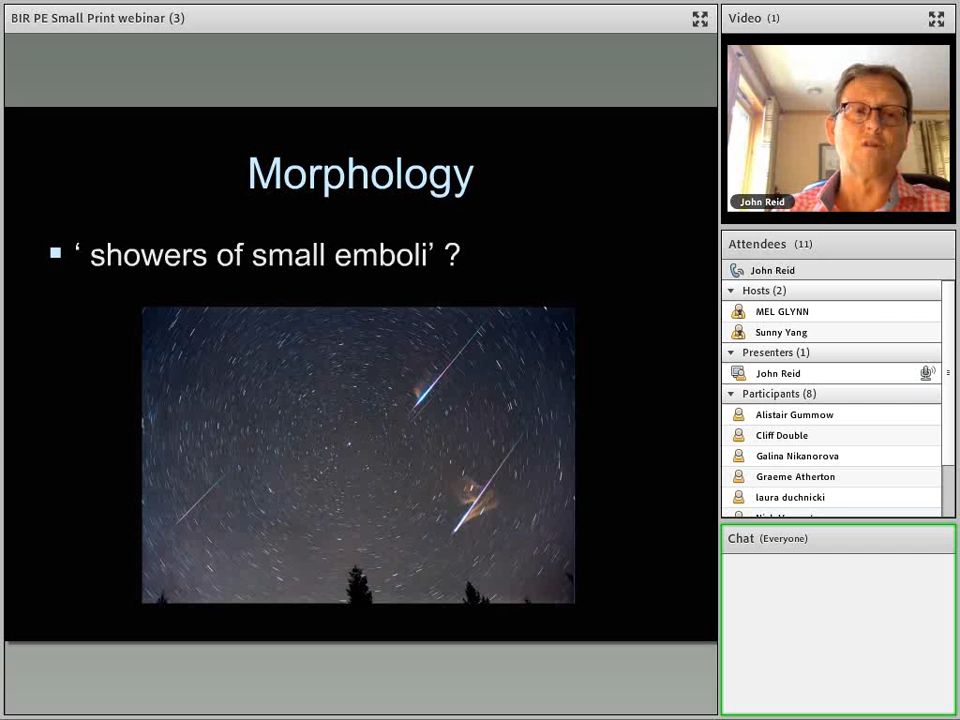 BIR PE Small Print webinar (3)
Morphology
‘ showers of small emboli’ ?
Video (1)
John Reid
Attendees (11)
John Reid
Hosts (2)
MEL GLYNN
Sunny Yang
Presenters (1)
John Reid
Participants (8)
Alistair Gummow
Cliff Double
Galina Nikanorova
Graeme Atherton
laura duchnicki
Chat (Everyone)